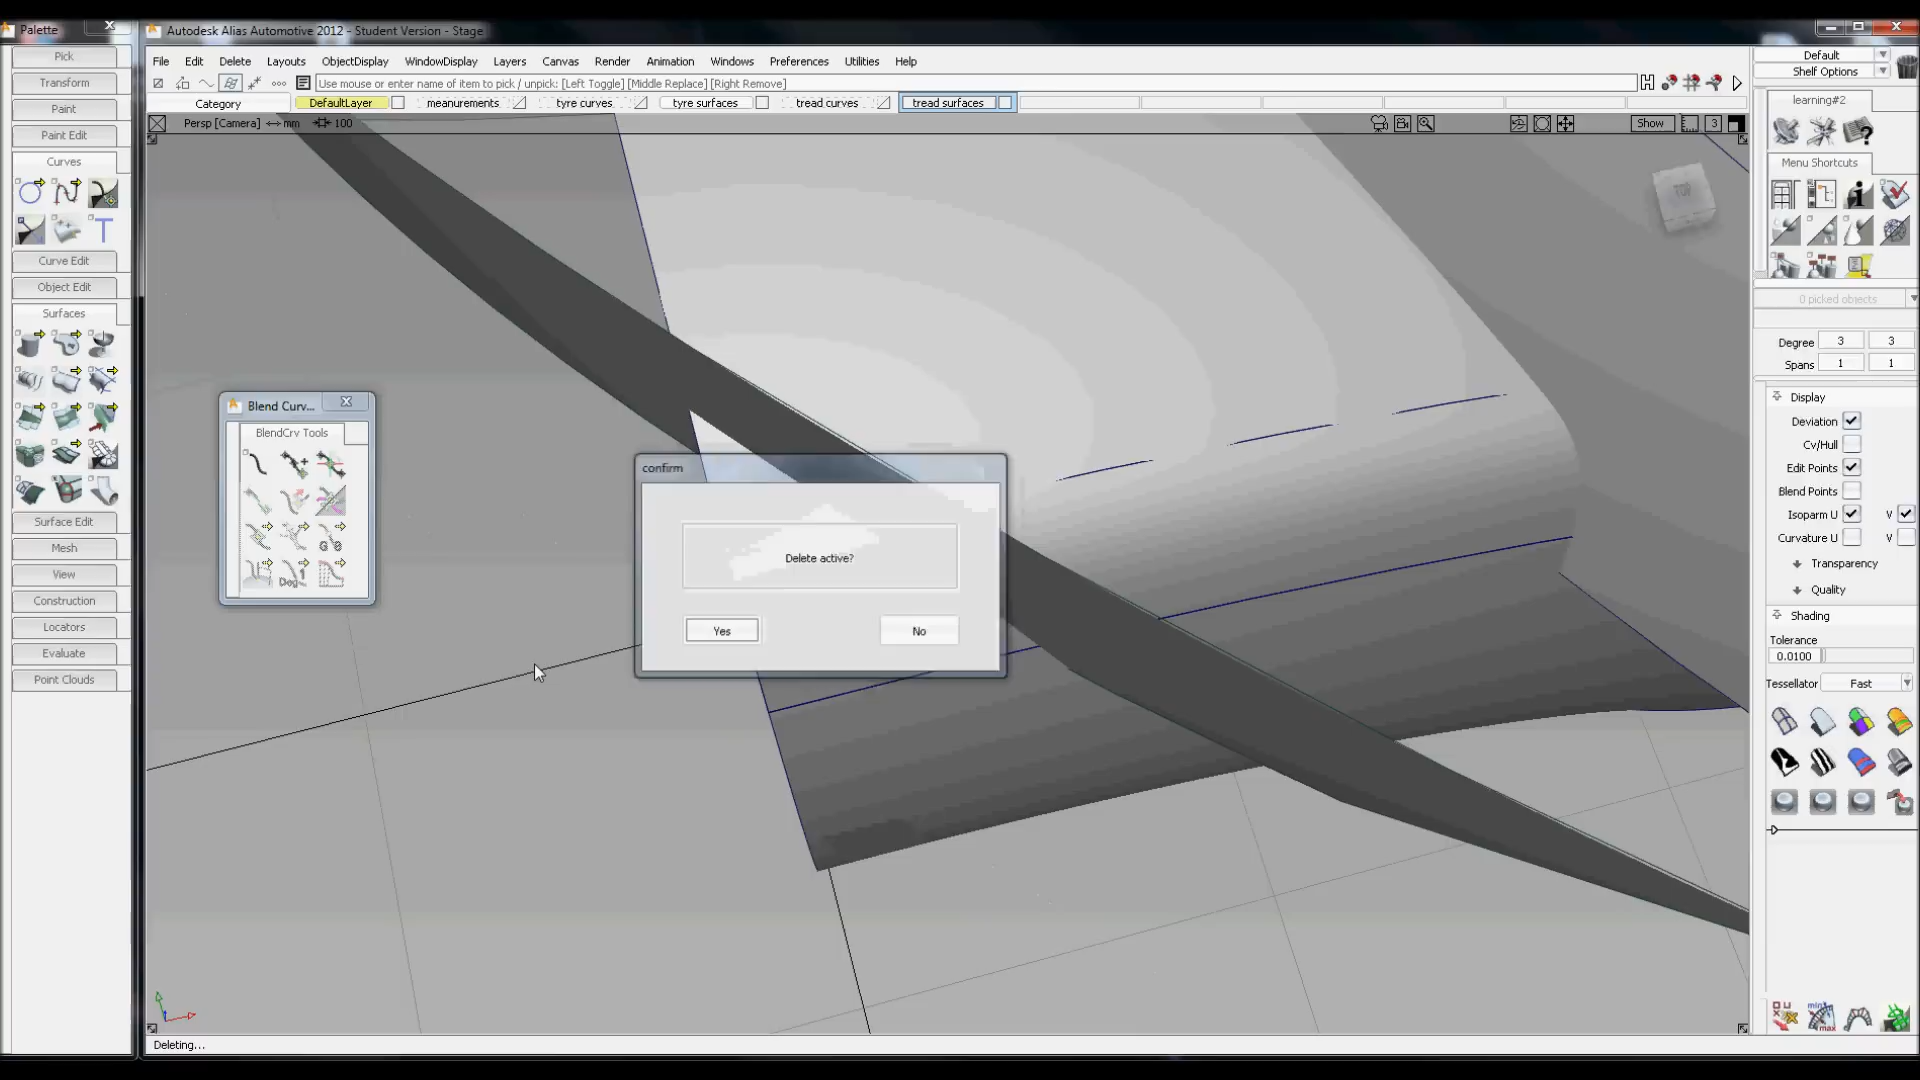 Palette
Autodesk Alias Automotive 2012 - Student Version - Stage
Pick
Transform
Paint
Paint Edit
Curves
Curve Edit
Object Edit
Surfaces
Surface Edit
Mesh
View
Construction
Locators
Evaluate
Point Clouds
File Edit Delete Layouts ObjectDisplay WindowDisplay Layers Canvas Render Animation Windows Preferences Utilities Help
Use mouse or enter name of item to pick / unpick: [Left Toggle] [Middle Replace] [Right Remove]
Category DefaultLayer meanurements tyre curves tyre surfaces tread curves tread surfaces
Persp [Camera] mm 100
Show
3
TOP
Blend Curv...
BlendCrv Tools
confirm
Delete active?
Yes
No
Deleting...
Default
Shelf Options
learning#2
Menu Shortcuts
0 picked objects
Degree 3 3
Spans 1 1
Display
Deviation
Cv/Hull
Edit Points
Blend Points
Isoparm U V
Curvature U V
Transparency
Quality
Shading
Tolerance
0.0100
Tessellator Fast